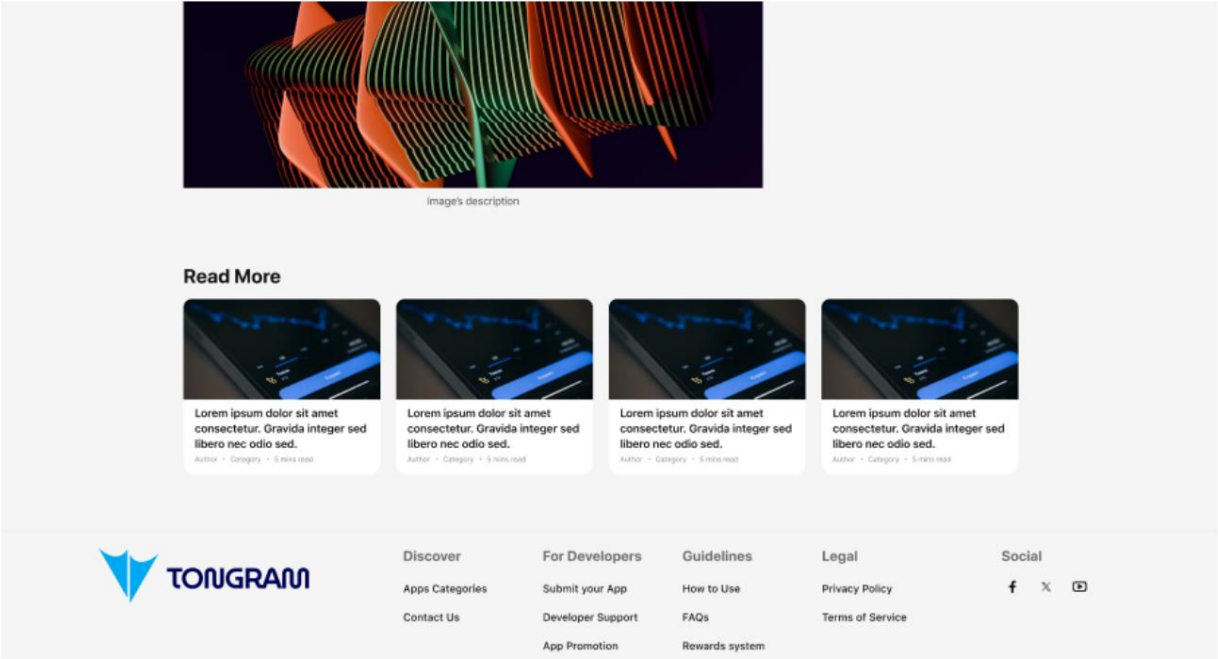 Image's description
Read More
Lorem ipsum dolor sit amet
consectetur. Gravida integer sed
libero nec odio sed.
Author • Category • 5 mins read
Lorem ipsum dolor sit amet
consectetur. Gravida integer sed
libero nec odio sed.
Author • Category • 5 mins read
Lorem ipsum dolor sit amet
consectetur. Gravida integer sed
libero nec odio sed.
Author • Category • 5 mins read
Lorem ipsum dolor sit amet
consectetur. Gravida integer sed
libero nec odio sed.
Author • Category • 5 mins read
TONGRAM
Discover
Apps Categories
Contact Us
For Developers
Submit your App
Developer Support
App Promotion
Guidelines
How to Use
FAQs
Rewards system
Legal
Privacy Policy
Terms of Service
Social